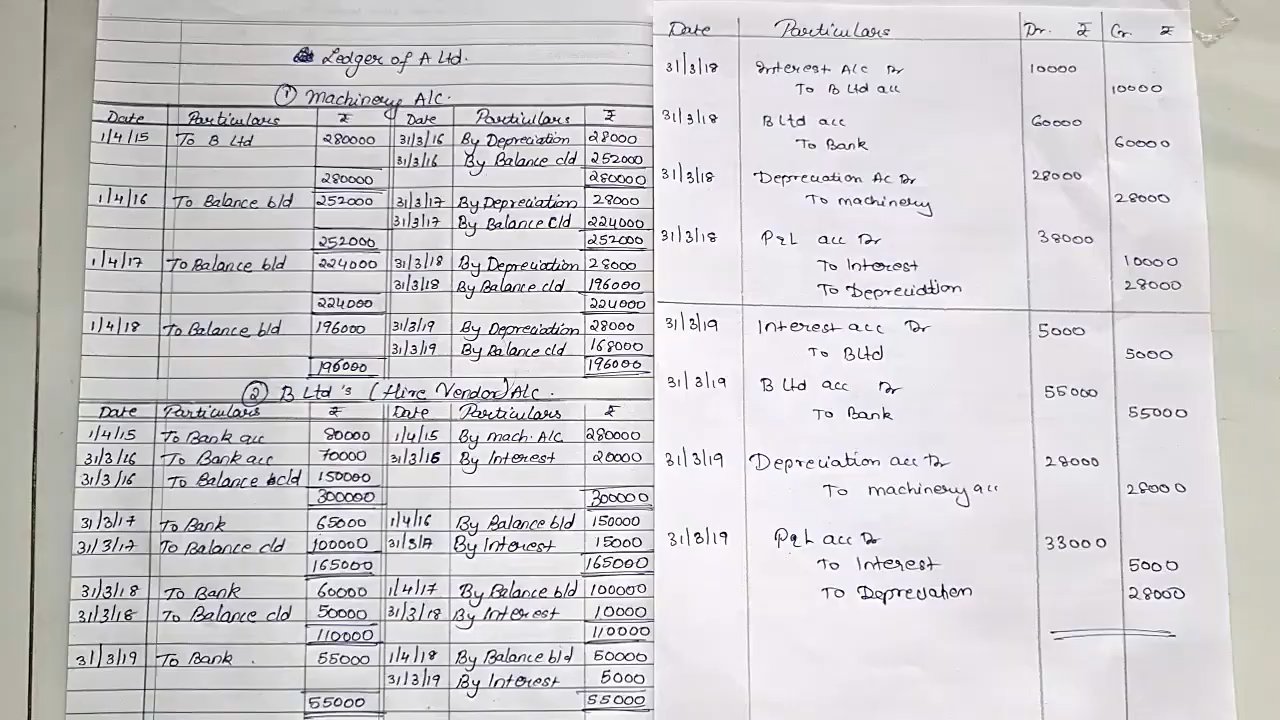 Ledger of A Ltd.
① Machinery A/c.
Date Particulars ₹ Date Particulars ₹
1/4/15 To B Ltd 280000 31/3/16 By Depreciation 28000
31/3/16 By Balance c/d 252000
280000 280000
1/4/16 To Balance b/d 252000 31/3/17 By Depreciation 28000
31/3/17 By Balance C/d 224000
252000 252000
1/4/17 To Balance b/d 224000 31/3/18 By Depreciation 28000
31/3/18 By Balance c/d 196000
224000 224000
1/4/18 To Balance b/d 196000 31/3/19 By Depreciation 28000
31/3/19 By Balance c/d 168000
196000 196000
② B Ltd's (Hire Vendor) A/c.
Date Particulars ₹ Date Particulars ₹
1/4/15 To Bank acc 80000 1/4/15 By mach. A/c 280000
31/3/16 To Bank acc 70000 31/3/16 By Interest 20000
31/3/16 To Balance c/d 150000
300000 300000
31/3/17 To Bank 65000 1/4/16 By Balance b/d 150000
31/3/17 To Balance c/d 100000 31/3/17 By Interest 15000
165000 165000
31/3/18 To Bank 60000 1/4/17 By Balance b/d 100000
31/3/18 To Balance c/d 50000 31/3/18 By Interest 10000
110000 110000
31/3/19 To Bank . 55000 1/4/18 By Balance b/d 50000
31/3/19 By Interest 5000
55000 55000
Date Particulars Dr. ₹ Cr. ₹
31/3/18 Interest A/c Dr 10000
To B Ltd acc 10000
31/3/18 B Ltd acc 60000
To Bank 60000
31/3/18 Depreciation Ac Dr 28000
To machinery 28000
31/3/18 P&L acc Dr 38000
To Interest 10000
To Depreciation 28000
31/3/19 Interest acc Dr 5000
To B Ltd 5000
31/3/19 B Ltd acc Dr 55000
To Bank 55000
31/3/19 Depreciation acc Dr 28000
To machinery acc 28000
31/3/19 P&L acc Dr 33000
To Interest 5000
To Depreciation 28000